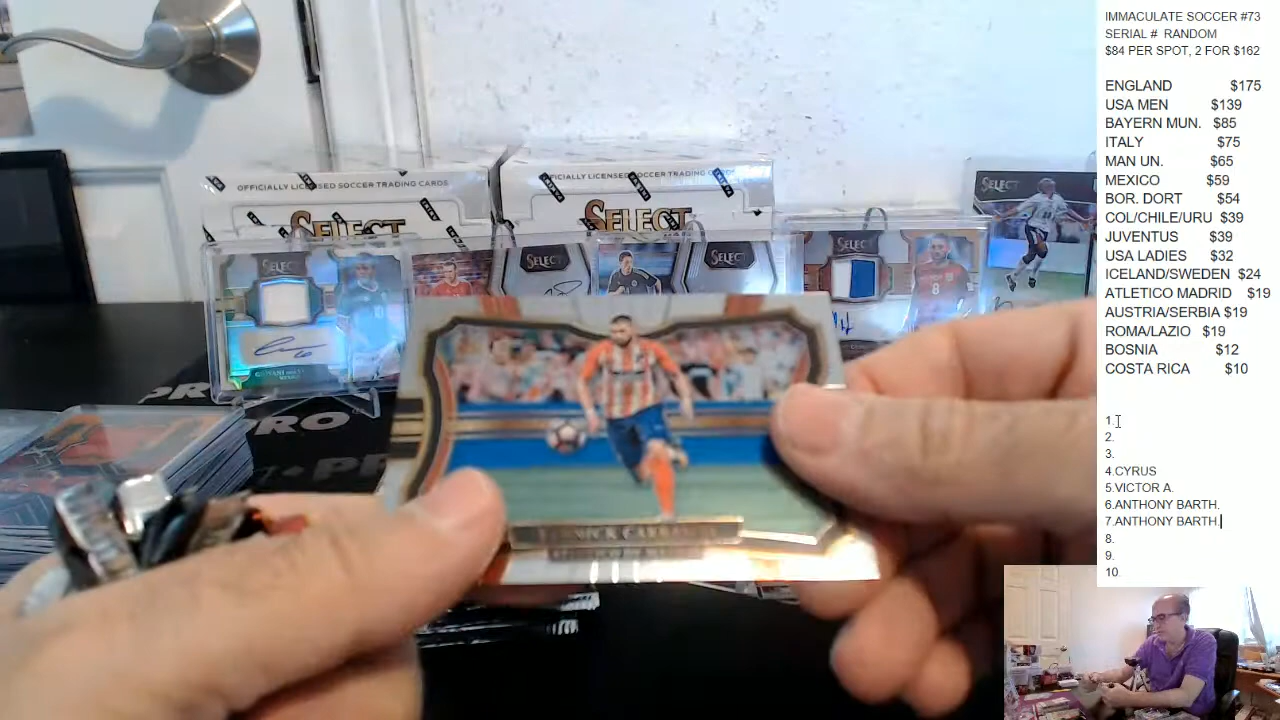 IMMACULATE SOCCER #73
SERIAL # RANDOM
$84 PER SPOT, 2 FOR $162
ENGLAND $175
USA MEN $139
BAYERN MUN. $85
ITALY $75
MAN UN. $65
MEXICO $59
BOR. DORT $54
COL/CHILE/URU $39
JUVENTUS $39
USA LADIES $32
ICELAND/SWEDEN $24
ATLETICO MADRID $19
AUSTRIA/SERBIA $19
ROMA/LAZIO $19
BOSNIA $12
COSTA RICA $10
1.
2.
3.
4.CYRUS
5.VICTOR A.
6.ANTHONY BARTH.
7.ANTHONY BARTH.
8.
9.
10.
OFFICIALLY LICENSED SOCCER TRADING CARDS
OFFICIALLY LICENSED SOCCER TRADING CARDS
SELECT
SELECT
SELECT
SELECT
SELECT
SELECT
SELECT
8
PRO
PRO